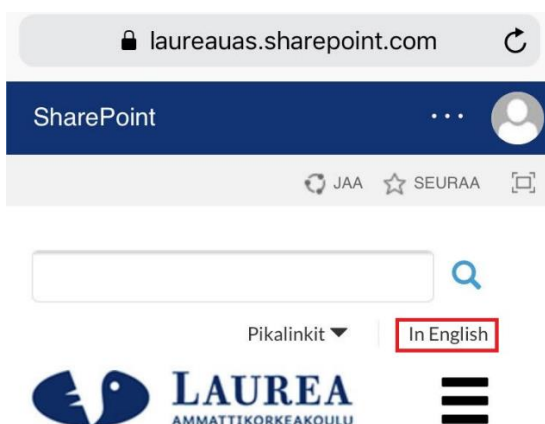 laureauas.sharepoint.com
SharePoint
JAA SEURAA
Pikalinkit In English
LAUREA
AMMATTIKORKEAKOULU